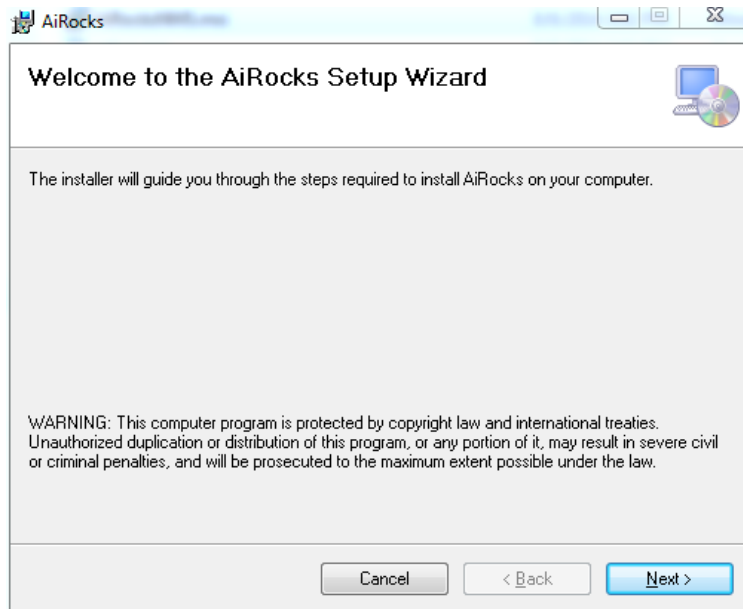 AiRocks
Welcome to the AiRocks Setup Wizard
The installer will guide you through the steps required to install AiRocks on your computer.
WARNING: This computer program is protected by copyright law and international treaties.
Unauthorized duplication or distribution of this program, or any portion of it, may result in severe civil
or criminal penalties, and will be prosecuted to the maximum extent possible under the law.
Cancel
< Back
Next >